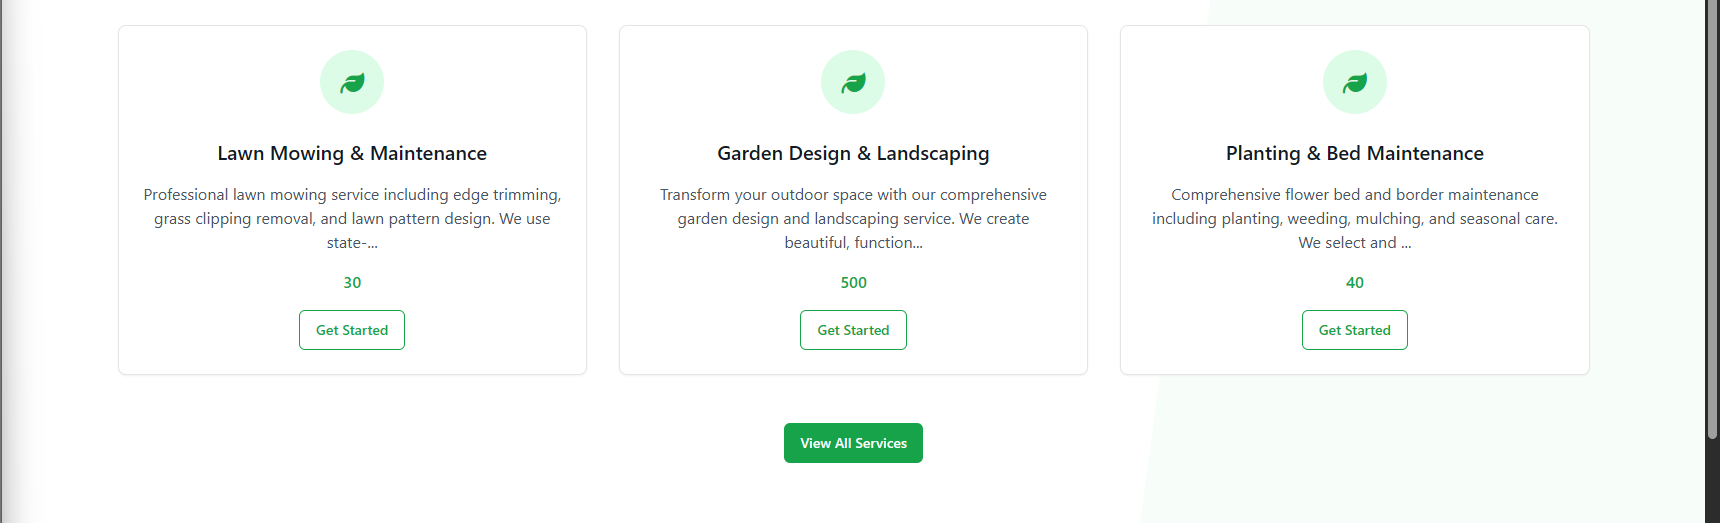 Lawn Mowing & Maintenance
Professional lawn mowing service including edge trimming,
grass clipping removal, and lawn pattern design. We use
state-...
30
Get Started
Garden Design & Landscaping
Transform your outdoor space with our comprehensive
garden design and landscaping service. We create
beautiful, function...
500
Get Started
Planting & Bed Maintenance
Comprehensive flower bed and border maintenance
including planting, weeding, mulching, and seasonal care.
We select and ...
40
Get Started
View All Services